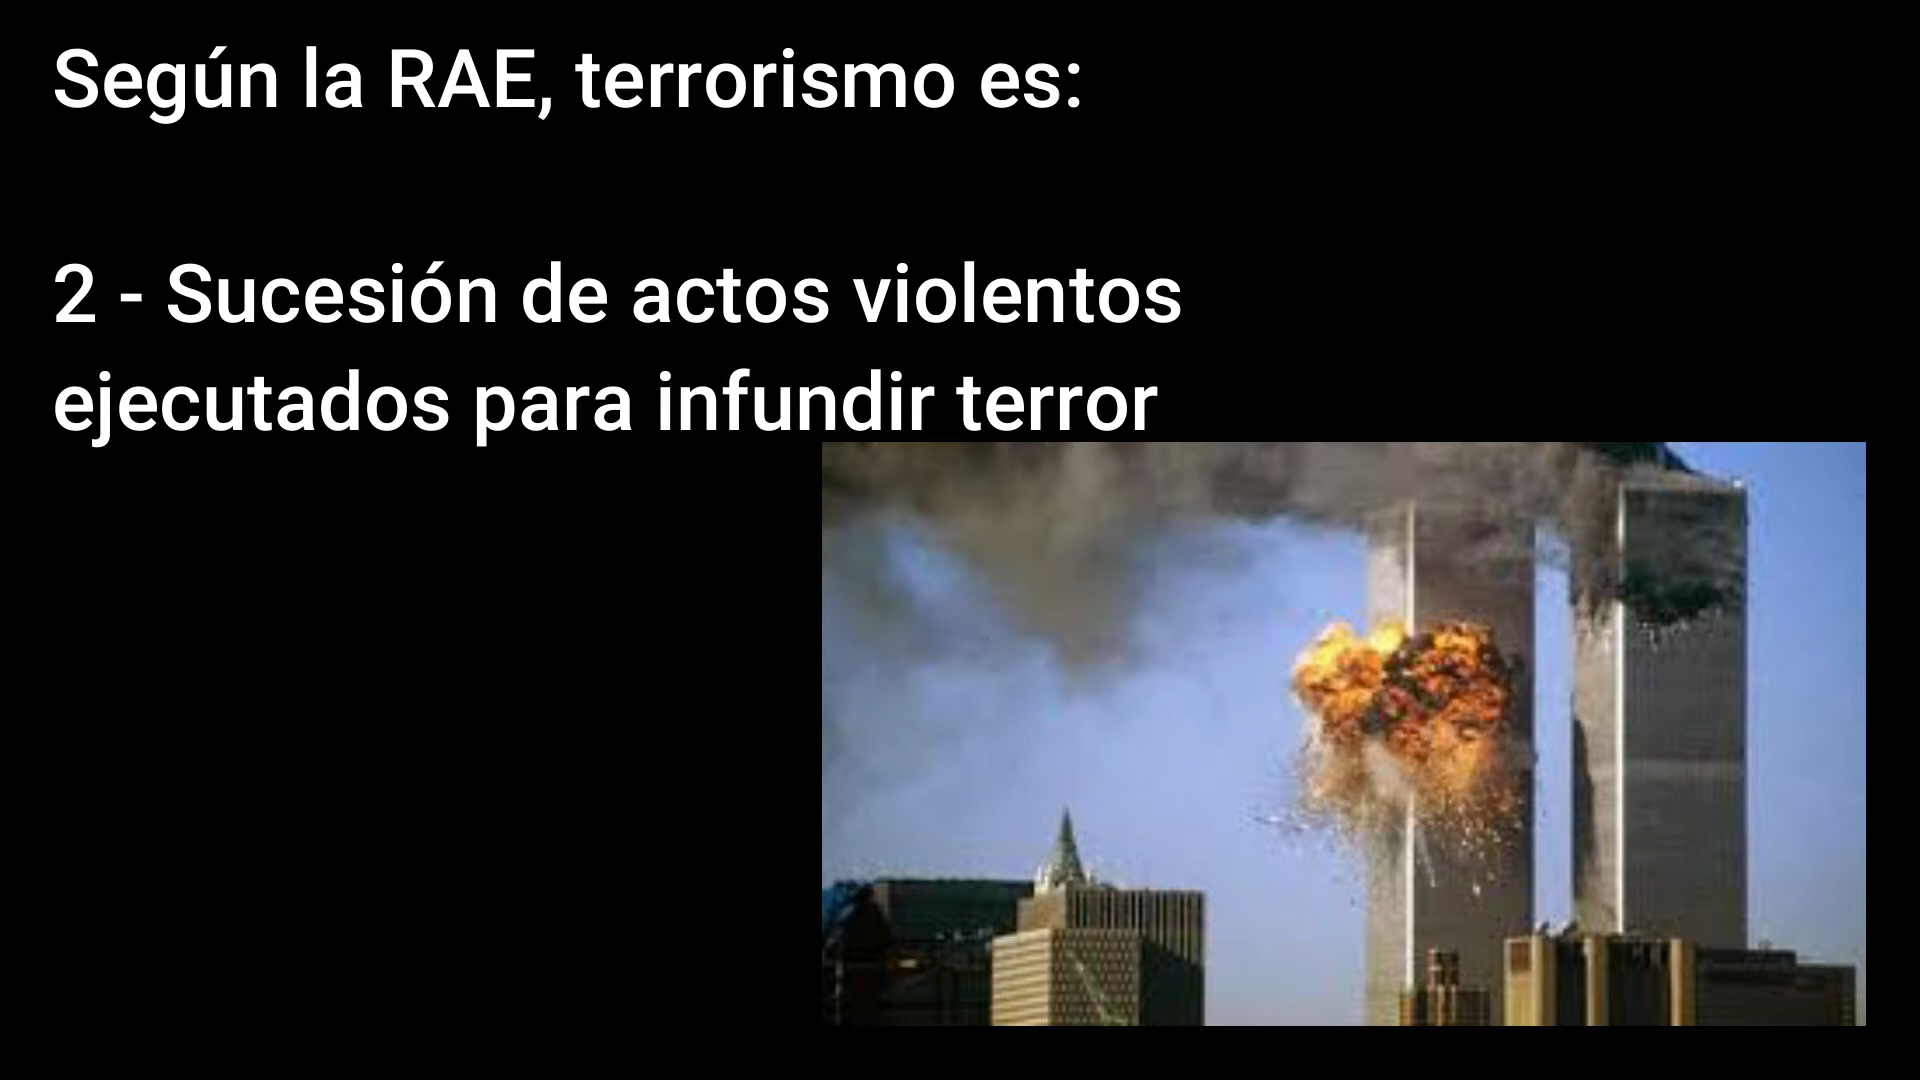 Según la RAE, terrorismo es:
2 - Sucesión de actos violentos
ejecutados para infundir terror